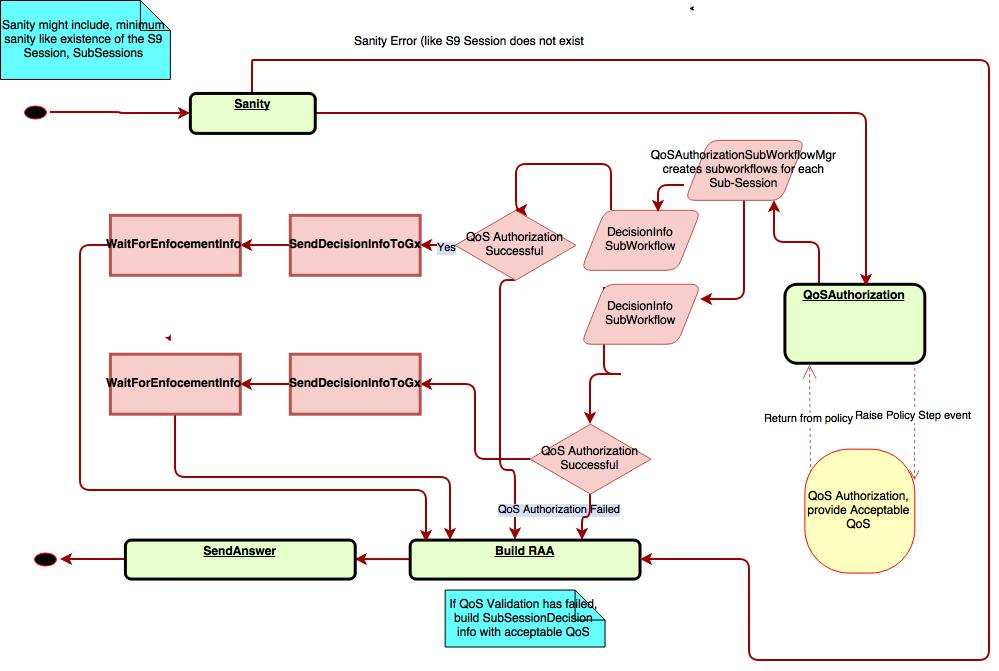 Sanity might include, minimum
sanity like existence of the S9
Session, SubSessions
Sanity Error (like S9 Session does not exist
Sanity
QoSAuthorizationSubWorkflowMgr
creates subworkflows for each
Sub-Session
WaitForEnfocementInfo
SendDecisionInfoToGx
Yes
QoS Authorization
Successful
DecisionInfo
SubWorkflow
DecisionInfo
SubWorkflow
QoSAuthorization
WaitForEnfocementInfo
SendDecisionInfoToGx
Return from policy
Raise Policy Step event
QoS Authorization
Successful
QoS Authorization Failed
QoS Authorization,
provide Acceptable
QoS
SendAnswer
Build RAA
If QoS Validation has failed,
build SubSessionDecision
info with acceptable QoS